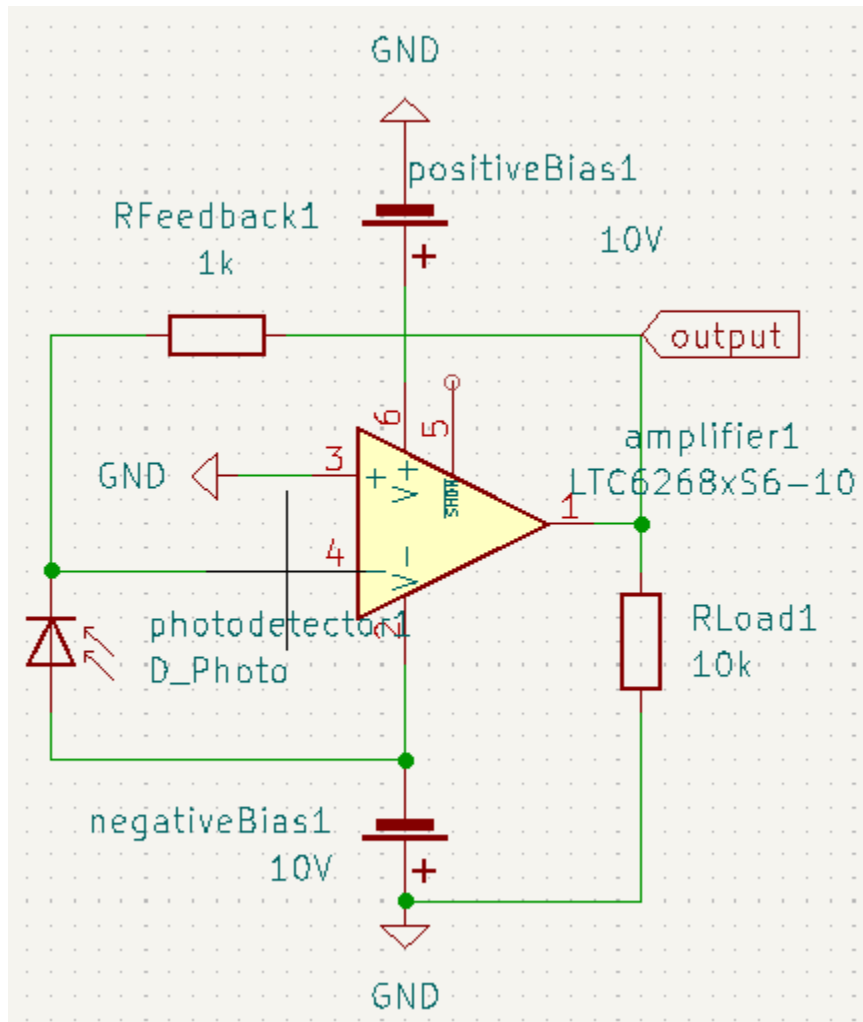 GND
positiveBias1
RFeedback1
10V
1k
output
6
5
amplifier1
GND
3
+
V+
SHDN
LTC6268xS6-10
1
4
-
V-
photodetector1
2
RLoad1
D_Photo
10k
negativeBias1
10V
+
+
GND